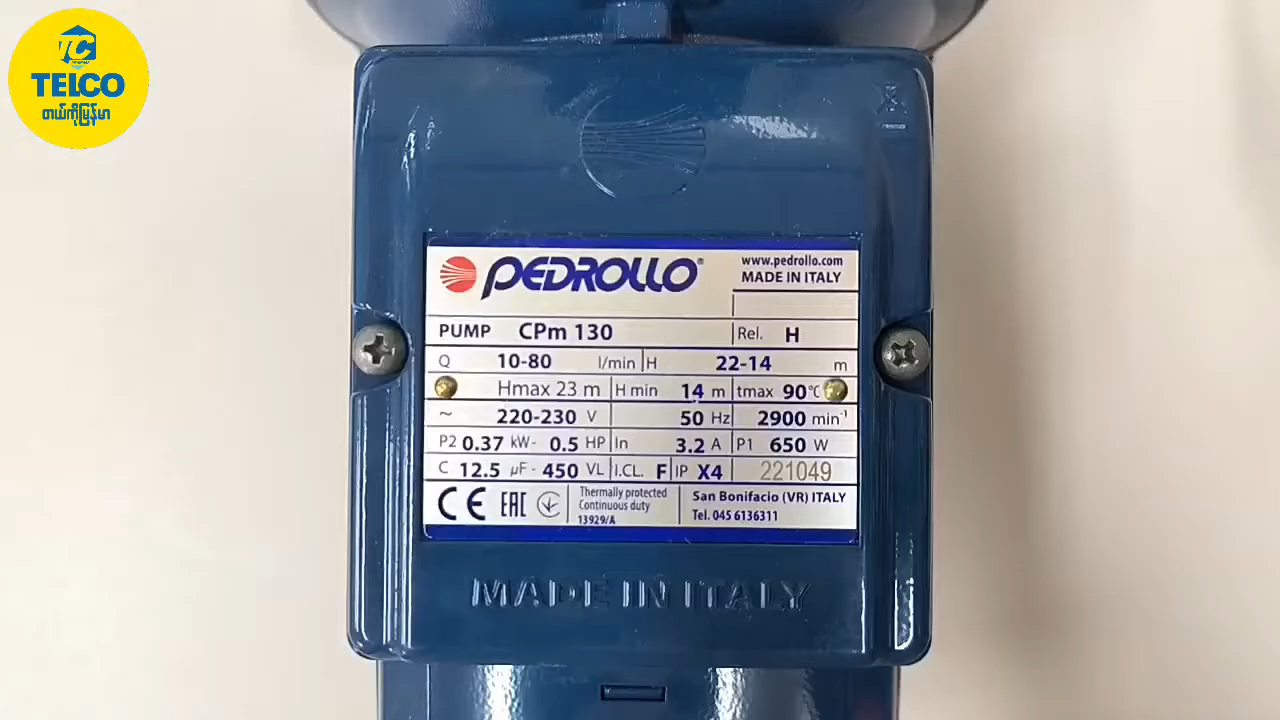 TC
TELCO
တယ်ကိုမြန်မာ
PEDROLLO®
www.pedrollo.com
MADE IN ITALY
PUMP CPm 130 Rel. H
Q 10-80 l/min H 22-14 m
Hmax 23 m H min 14 m tmax 90°C
~ 220-230 V 50 Hz 2900 min-1
P2 0.37 kW- 0.5 HP In 3.2 A P1 650 W
C 12.5 µF- 450 VL I.CL. F IP X4 221049
CE EAC
Thermally protected
Continuous duty
13929/A
San Bonifacio (VR) ITALY
Tel. 045 6136311
MADE IN ITALY